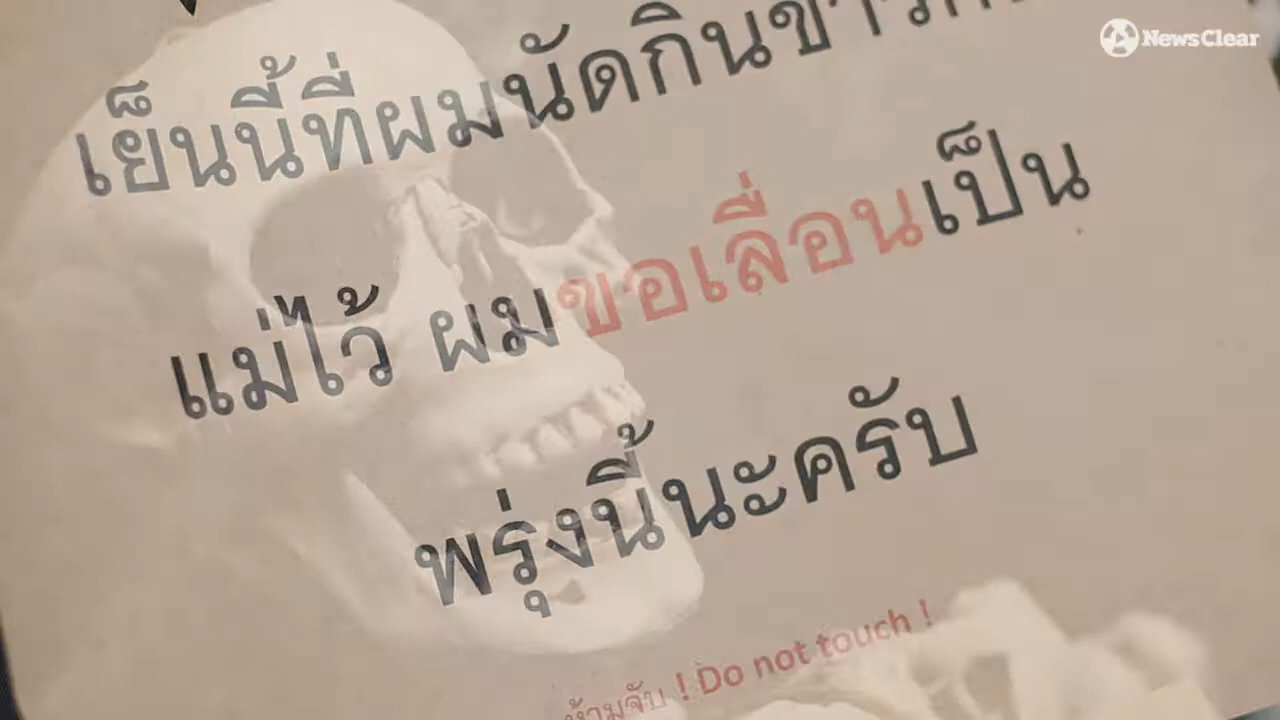 NewsClear
เย็นนี้ที่ผมนัดกินข้าวกับ
แม่ไว้ ผมขอเลื่อนเป็น
พรุ่งนี้นะครับ
ห้ามจับ ! Do not touch !